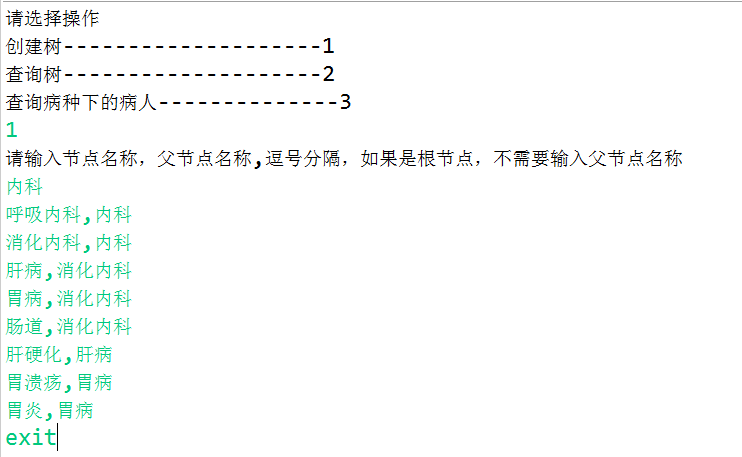 请选择操作
创建树--------------------1
查询树--------------------2
查询病种下的病人--------------3
1
请输入节点名称，父节点名称,逗号分隔，如果是根节点，不需要输入父节点名称
内科
呼吸内科,内科
消化内科,内科
肝病,消化内科
胃病,消化内科
肠道,消化内科
肝硬化,肝病
胃溃疡,胃病
胃炎,胃病
exit